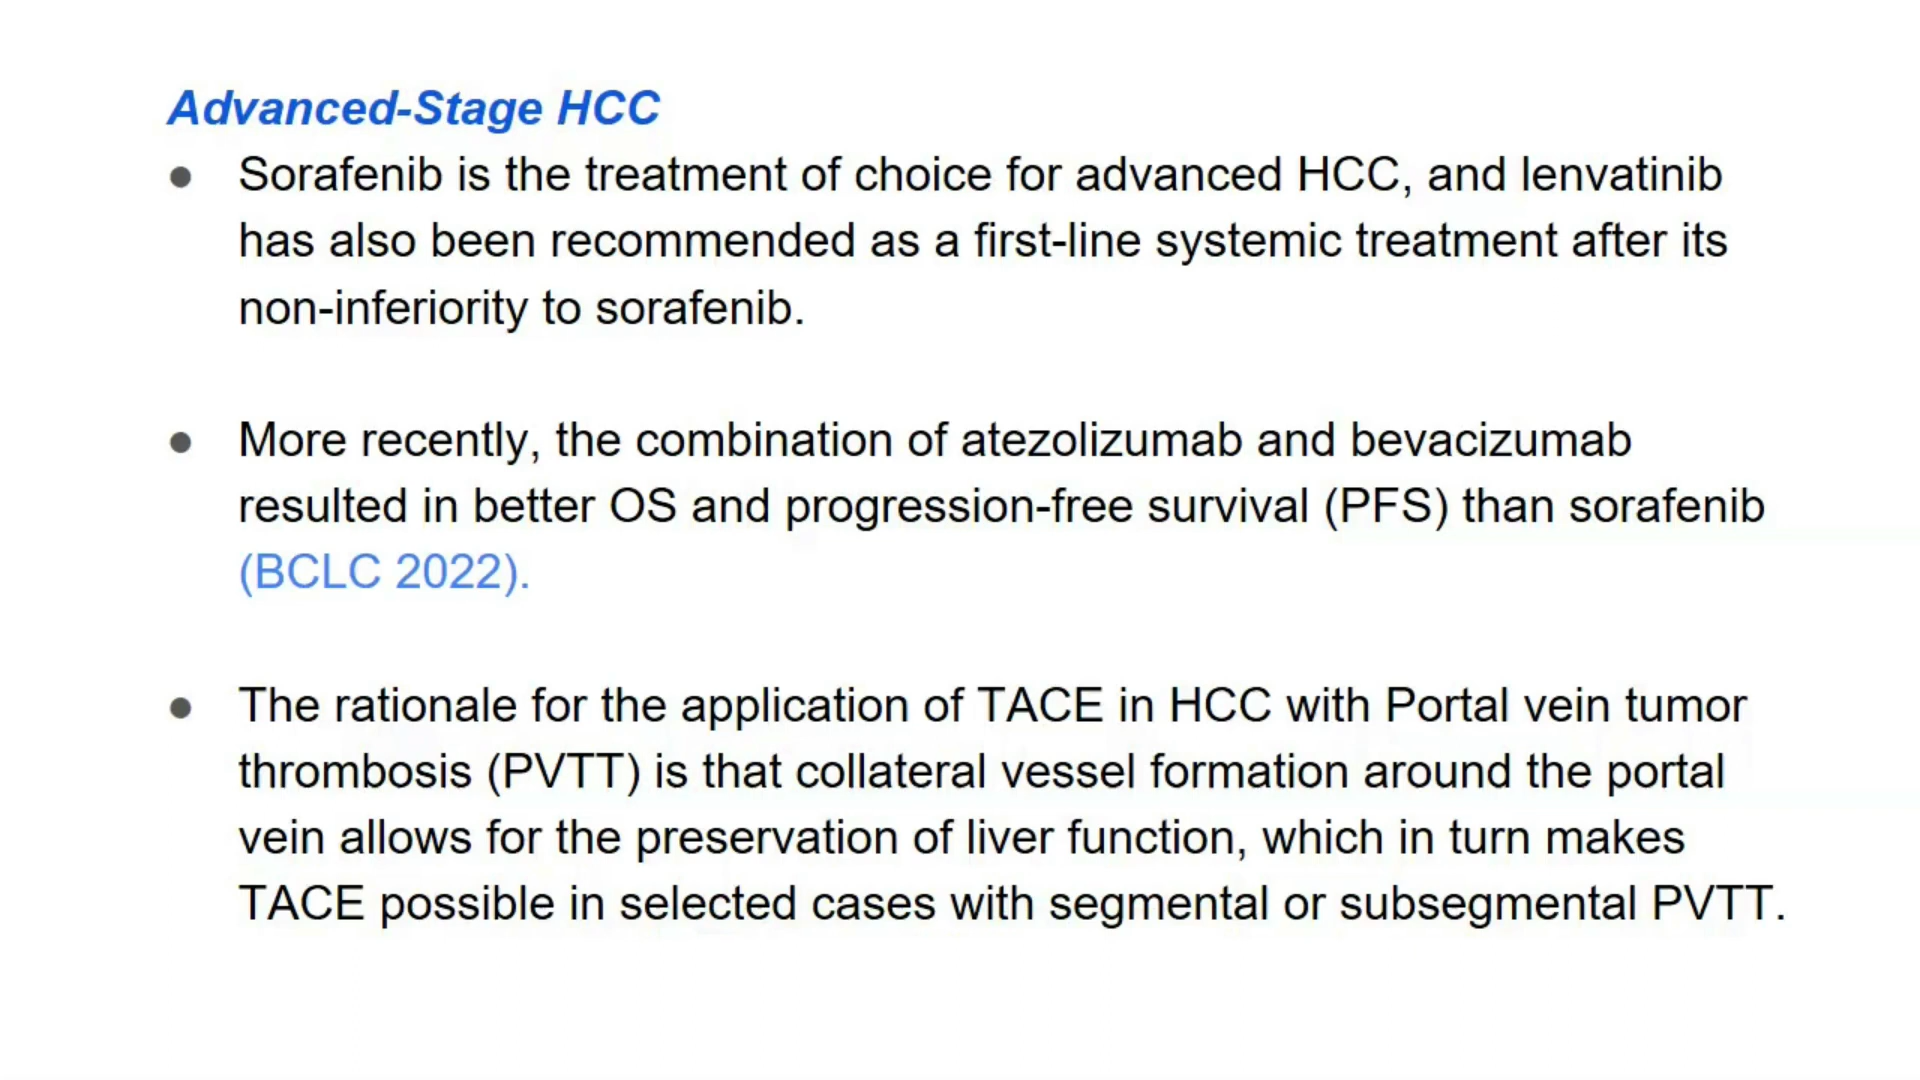 Advanced-Stage HCC
● Sorafenib is the treatment of choice for advanced HCC, and lenvatinib
has also been recommended as a first-line systemic treatment after its
non-inferiority to sorafenib.
● More recently, the combination of atezolizumab and bevacizumab
resulted in better OS and progression-free survival (PFS) than sorafenib
(BCLC 2022).
● The rationale for the application of TACE in HCC with Portal vein tumor
thrombosis (PVTT) is that collateral vessel formation around the portal
vein allows for the preservation of liver function, which in turn makes
TACE possible in selected cases with segmental or subsegmental PVTT.